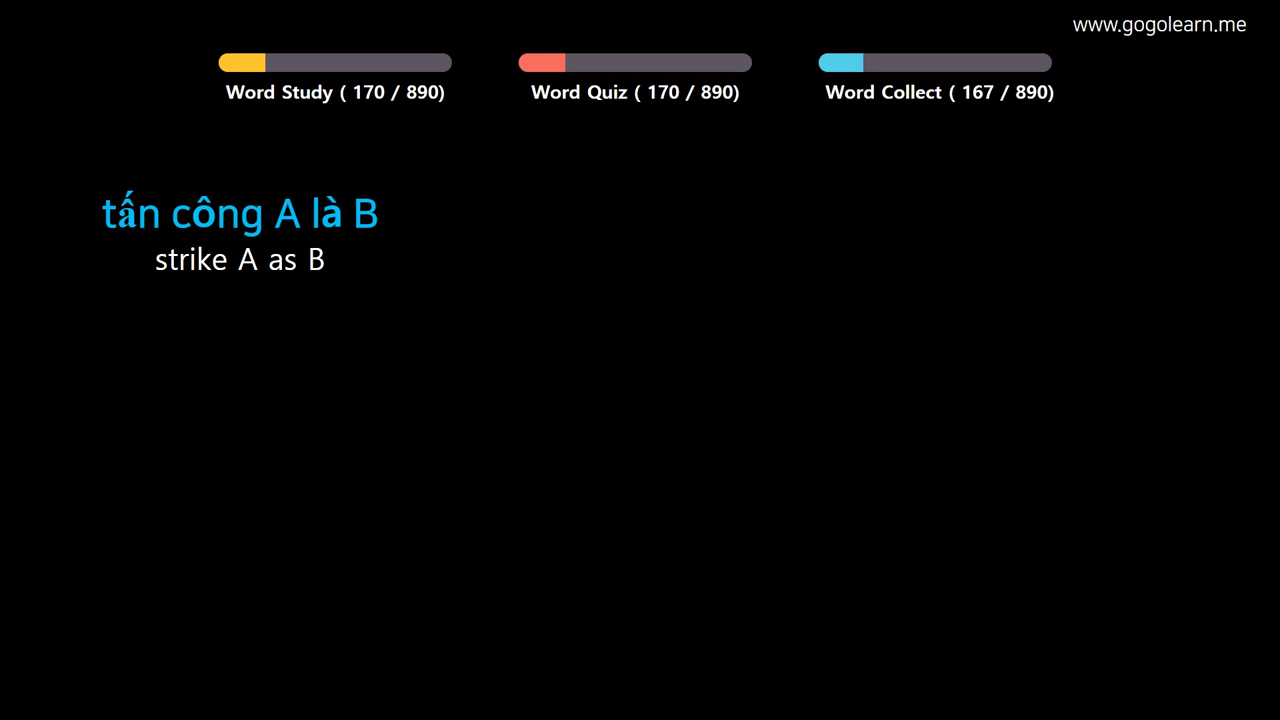 www.gogolearn.me
Word Study ( 170 / 890)
Word Quiz ( 170 / 890)
Word Collect ( 167 / 890)
tấn công A là B
strike A as B